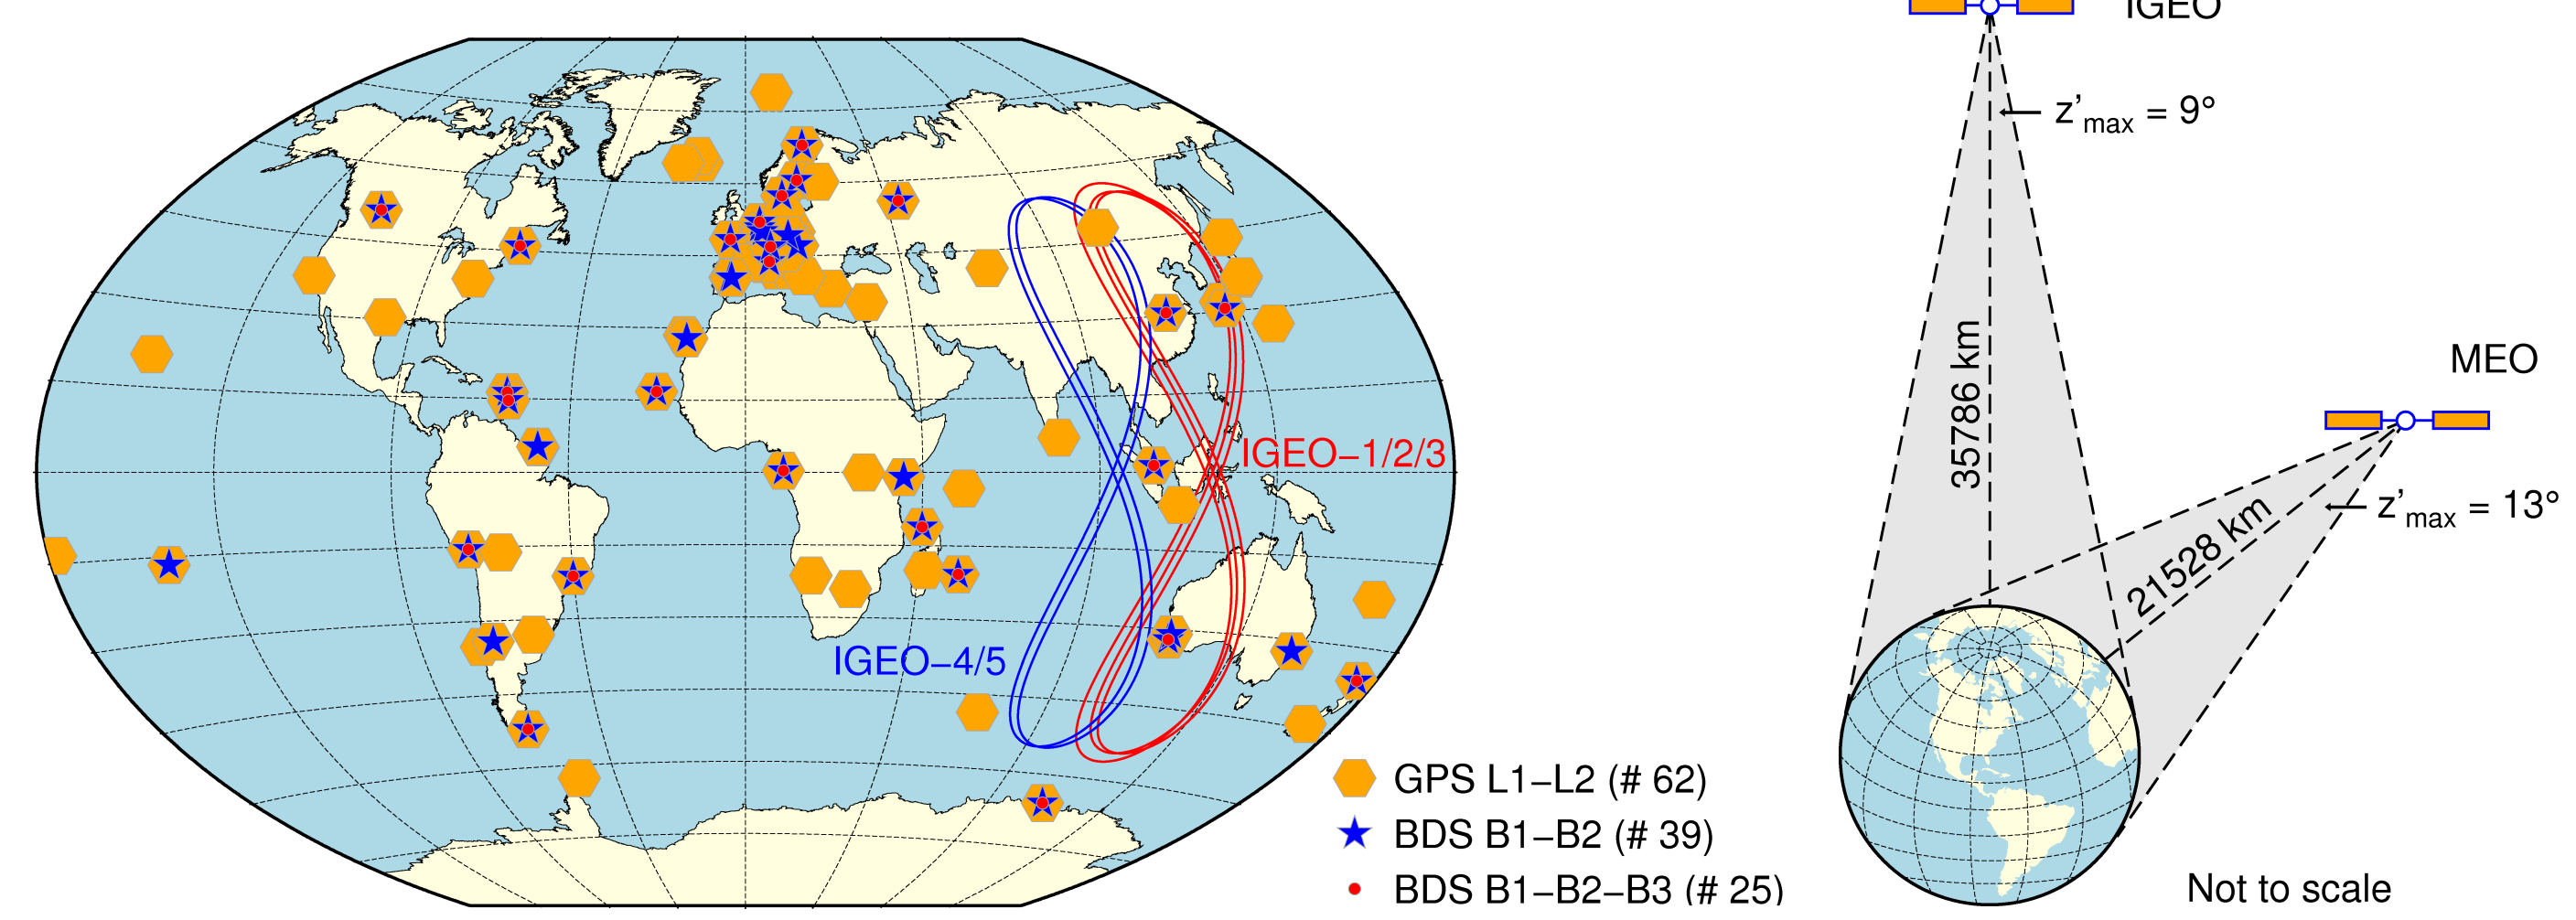 IGEO
z'max = 9°
35786 km
MEO
IGEO−1/2/3
z'max = 13°
21528 km
IGEO−4/5
GPS L1−L2 (# 62)
BDS B1−B2 (# 39)
BDS B1−B2−B3 (# 25)
Not to scale